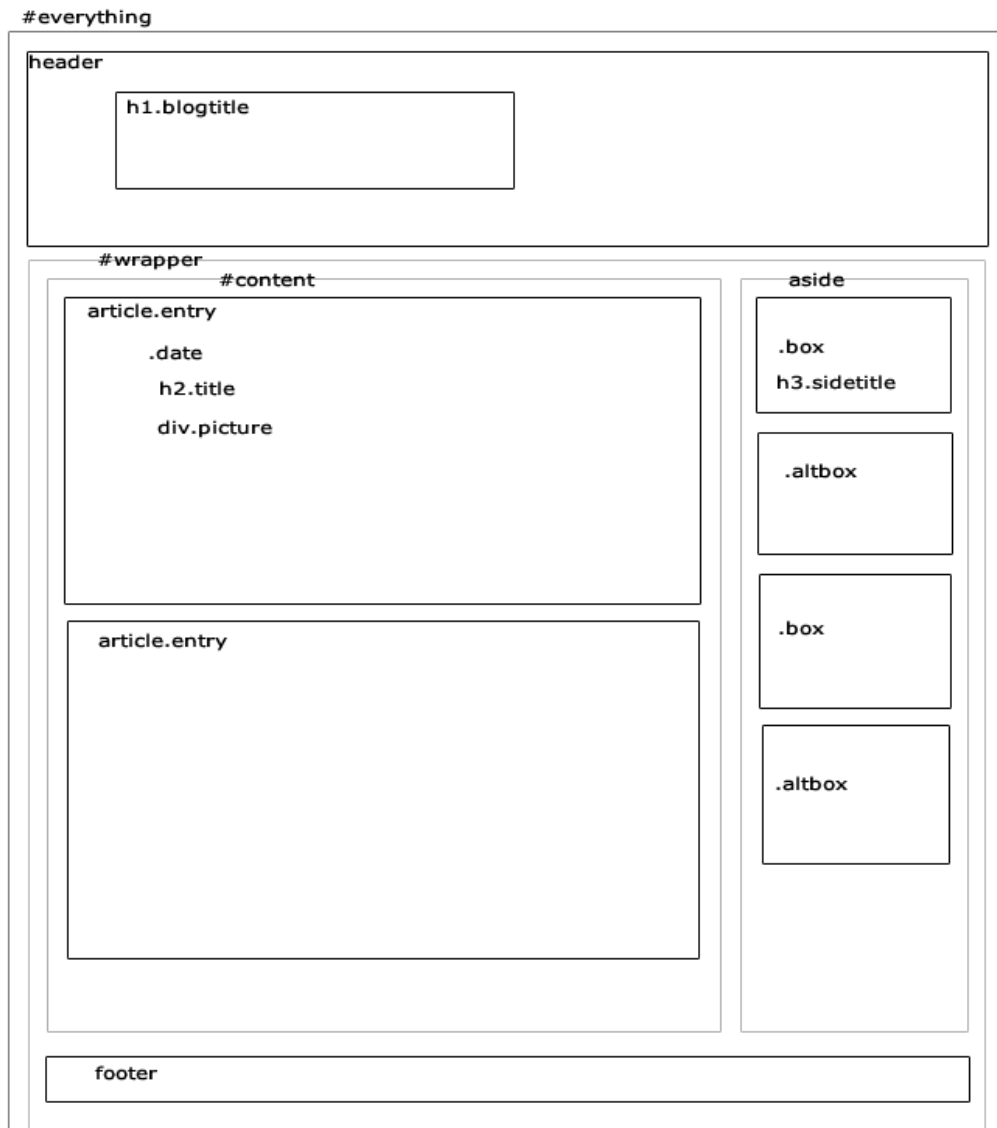 #everything
header
h1.blogtitle
#wrapper
#content
article.entry
.date
h2.title
div.picture
article.entry
aside
.box
h3.sidetitle
.altbox
.box
.altbox
footer